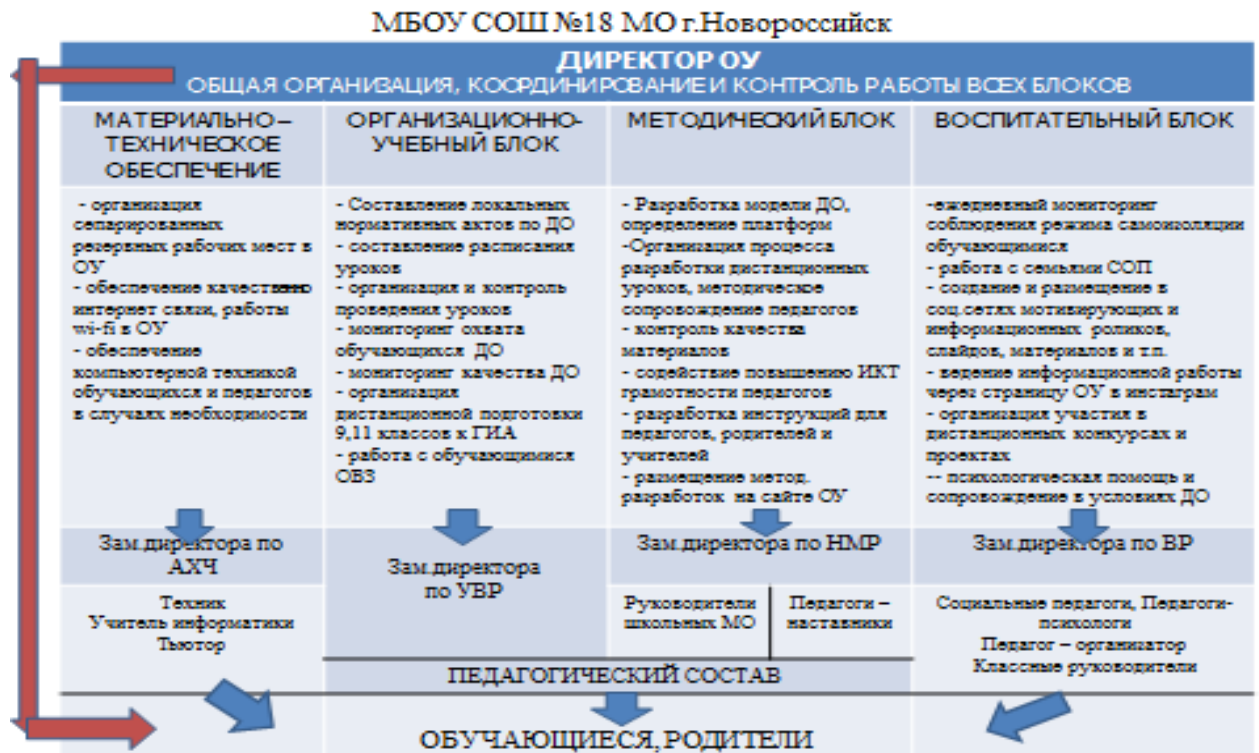 МБОУ СОШ №18 МО г.Новороссийск
ДИРЕКТОР ОУ
ОБЩАЯ ОРГАНИЗАЦИЯ, КООРДИНИРОВАНИЕ И КОНТРОЛЬ РАБОТЫ ВСЕХ БЛОКОВ
МАТЕРИАЛЬНО –
ТЕХНИЧЕСКОЕ
ОБЕСПЕЧЕНИЕ
ОРГАНИЗАЦИОННО-
УЧЕБНЫЙ БЛОК
МЕТОДИЧЕСКИЙ БЛОК
ВОСПИТАТЕЛЬНЫЙ БЛОК
- организация
сепарированных
резервных рабочих мест в
ОУ
- обеспечение качественно
интернет связи, работы
wi-fi в ОУ
- обеспечение
компьютерной техникой
обучающихся и педагогов
в случаях необходимости
- Составление локальных
нормативных актов по ДО
- составление расписания
уроков
- организация и контроль
проведения уроков
- мониторинг охвата
обучающихся ДО
- мониторинг качества ДО
- организация
дистанционной подготовки
9,11 классов к ГИА
- работа с обучающимися
ОВЗ
- Разработка модели ДО,
определение платформ
-Организация процесса
разработки дистанционных
уроков, методическое
сопровождение педагогов
- контроль качества
материалов
- содействие повышению ИКТ
грамотности педагогов
- разработка инструкций для
педагогов, родителей и
учителей
- размещение метод.
разработок на сайте ОУ
-ежедневный мониторинг
соблюдения режима самоизоляции
обучающимися
- работа с семьями СОП
- создание и размещение в
соц.сетях мотивирующих и
информационных роликов,
слайдов, материалов и т.п.
- ведение информационной работы
через страницу ОУ в инстаграм
- организация участия в
дистанционных конкурсах и
проектах
-- психологическая помощь и
сопровождение в условиях ДО
Зам.директора по
АХЧ
Зам.директора
по УВР
Зам.директора по НМР
Зам.директора по ВР
Техник
Учитель информатики
Тьютор
Руководители
школьных МО
Педагоги –
наставники
Социальные педагоги, Педагоги-
психологи
Педагог – организатор
Классные руководители
ПЕДАГОГИЧЕСКИЙ СОСТАВ
ОБУЧАЮЩИЕСЯ, РОДИТЕЛИ